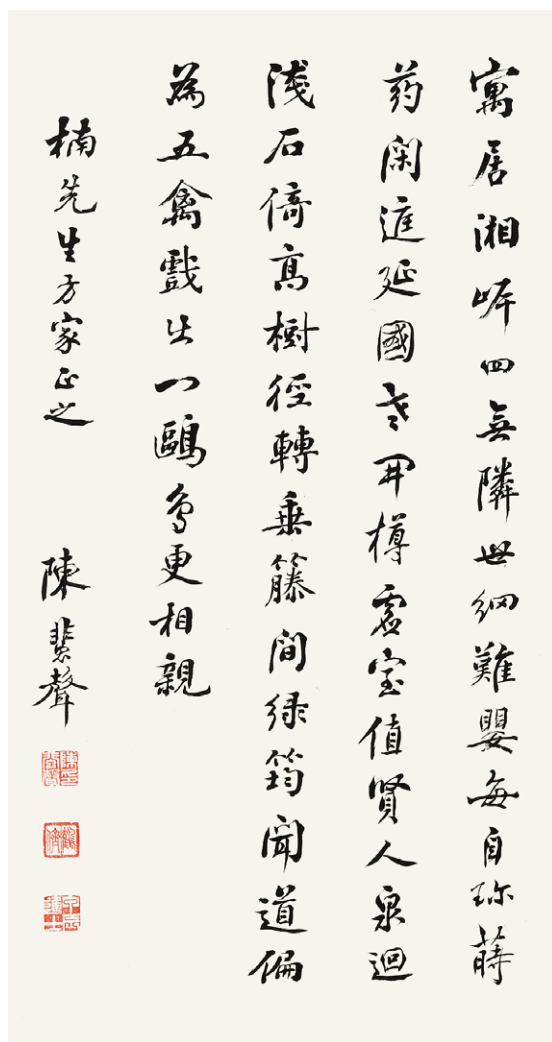 寓居湘岸四無隣世網難嬰每自珍蒔
药閑庭延國老開樽虛室值賢人泉迴
淺石倚高樹徑轉垂籐間綠筠聞道偏
為五禽戲出門鷗鳥更相親
楠先生方家正之
陳蜚聲